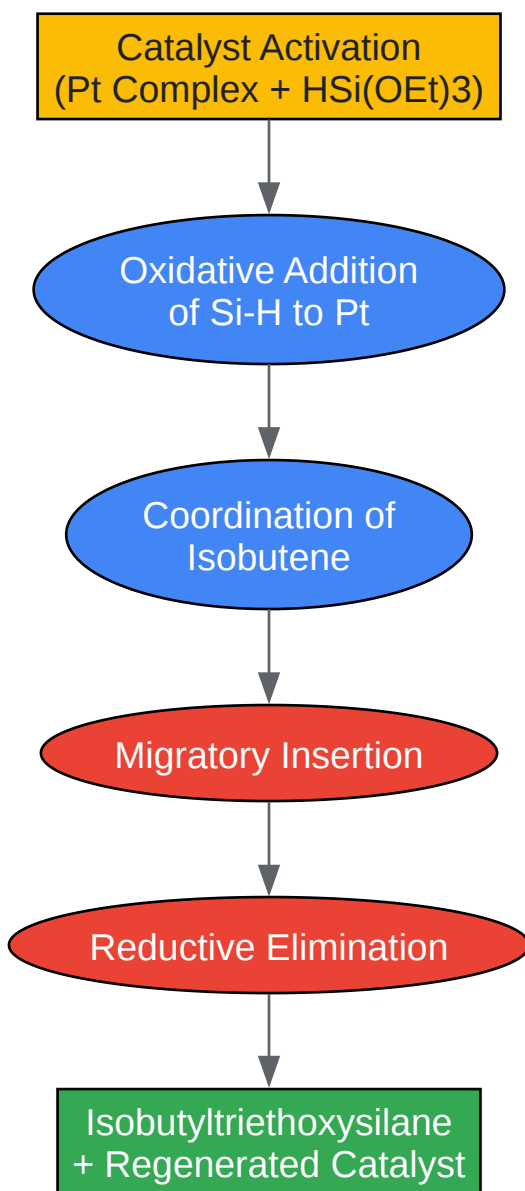 Catalyst Activation
(Pt Complex + HSi(OEt)3)
Oxidative Addition
of Si-H to Pt
Coordination of
Isobutene
Migratory Insertion
Reductive Elimination
Isobutyltriethoxysilane
+ Regenerated Catalyst